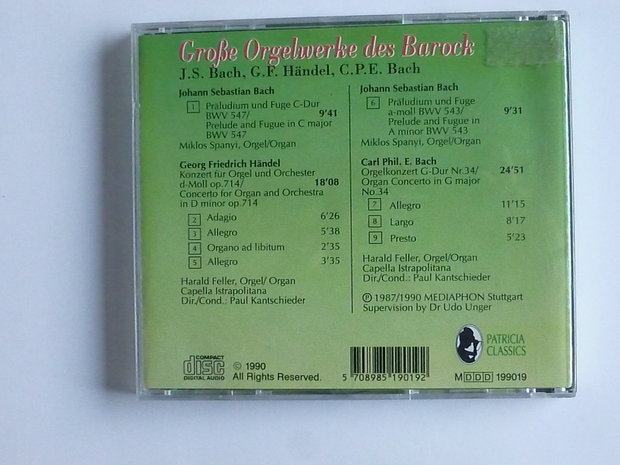 Große Orgelwerke des Barock
J.S. Bach, G.F. Händel, C.P.E. Bach
Johann Sebastian Bach
1 Präludium und Fuge C-Dur
BWV 547/ 9'41
Prelude and Fugue in C major
BWV 547
Miklos Spanyi, Orgel/Organ
Georg Friedrich Händel
Konzert für Orgel und Orchester
d-Moll op.714/ 18'08
Concerto for Organ and Orchestra
in D minor op.714
2 Adagio 6'26
3 Allegro 5'38
4 Organo ad libitum 2'35
5 Allegro 3'35
Harald Feller, Orgel/ Organ
Capella Istrapolitana
Dir./Cond.: Paul Kantschieder
Johann Sebastian Bach
6 Präludium und Fuge
a-moll BWV 543/ 9'31
Prelude and Fugue in
A minor BWV 543
Miklos Spanyi, Orgel/Organ
Carl Phil. E. Bach
Orgelkonzert G-Dur Nr.34/ 24'51
Organ Concerto in G major
No.34
7 Allegro 11'15
8 Largo 8'17
9 Presto 5'23
Harald Feller, Orgel/Organ
Capella Istrapolitana
Dir./Cond.: Paul Kantschieder
℗ 1987/1990 MEDIAPHON Stuttgart
Supervision by Dr Udo Unger
COMPACT
disc
DIGITAL AUDIO
© 1990
All Rights Reserved.
5 708985 190192
PATRICIA
CLASSICS
M DDD 199019